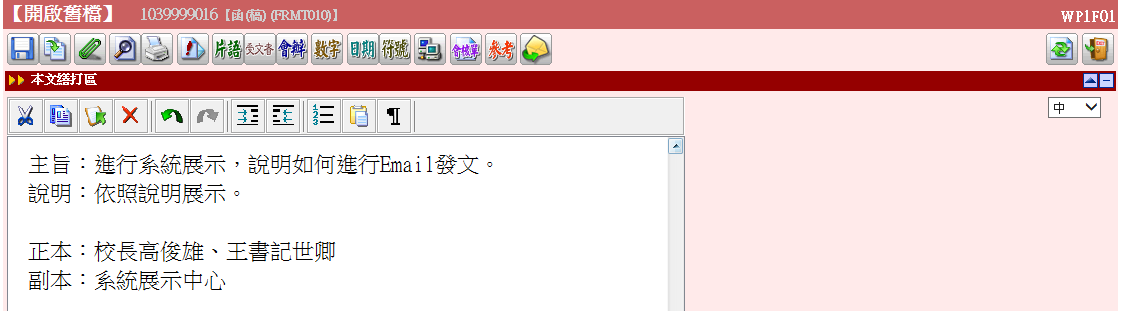 【開啟舊檔】 1039999016【函(稿) (FRMT010)】 WP1F01
片語 受文者 會辦 數字 日期 符號 會核單 參考
本文繕打區
中
主旨：進行系統展示，說明如何進行Email發文。
說明：依照說明展示。
正本：校長高俊雄、王書記世卿
副本：系統展示中心